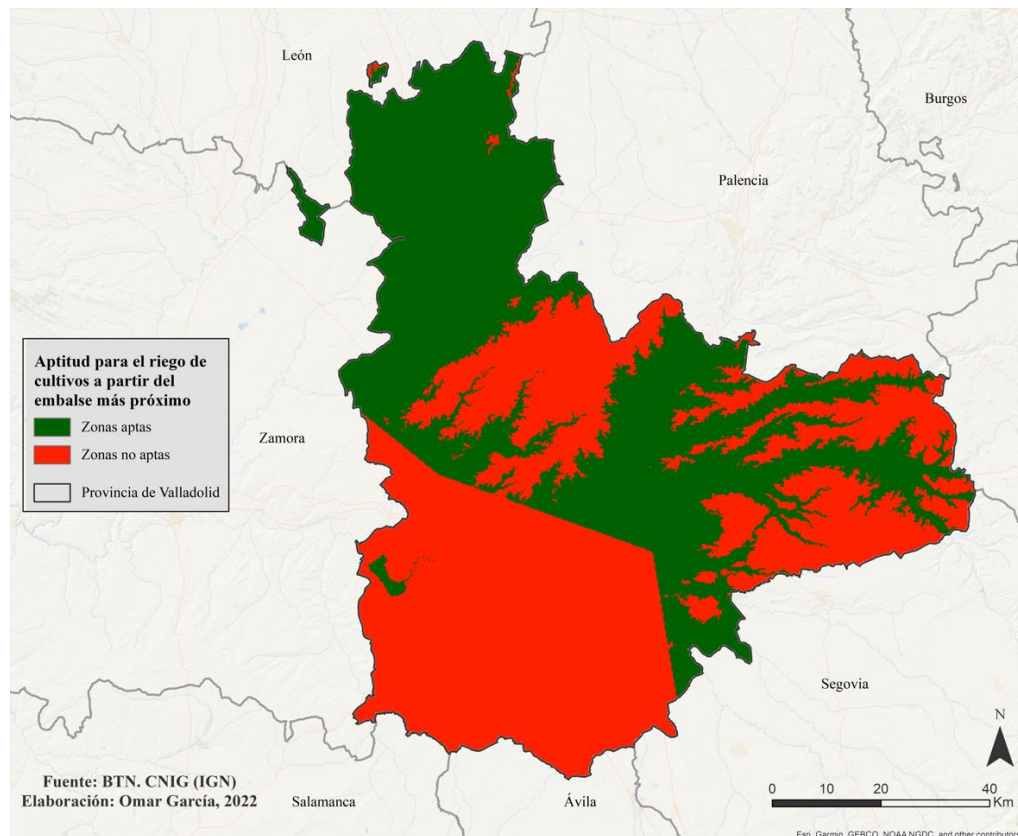 León
Burgos
Palencia
Aptitud para el riego de
cultivos a partir del
embalse más próximo
Zonas aptas
Zonas no aptas
Provincia de Valladolid
Zamora
Segovia
N
Fuente: BTN. CNIG (IGN)
Elaboración: Omar García, 2022
Salamanca
Ávila
0 10 20 40
Km
Esri, Garmin, GEBCO, NOAA NGDC, and other contributors